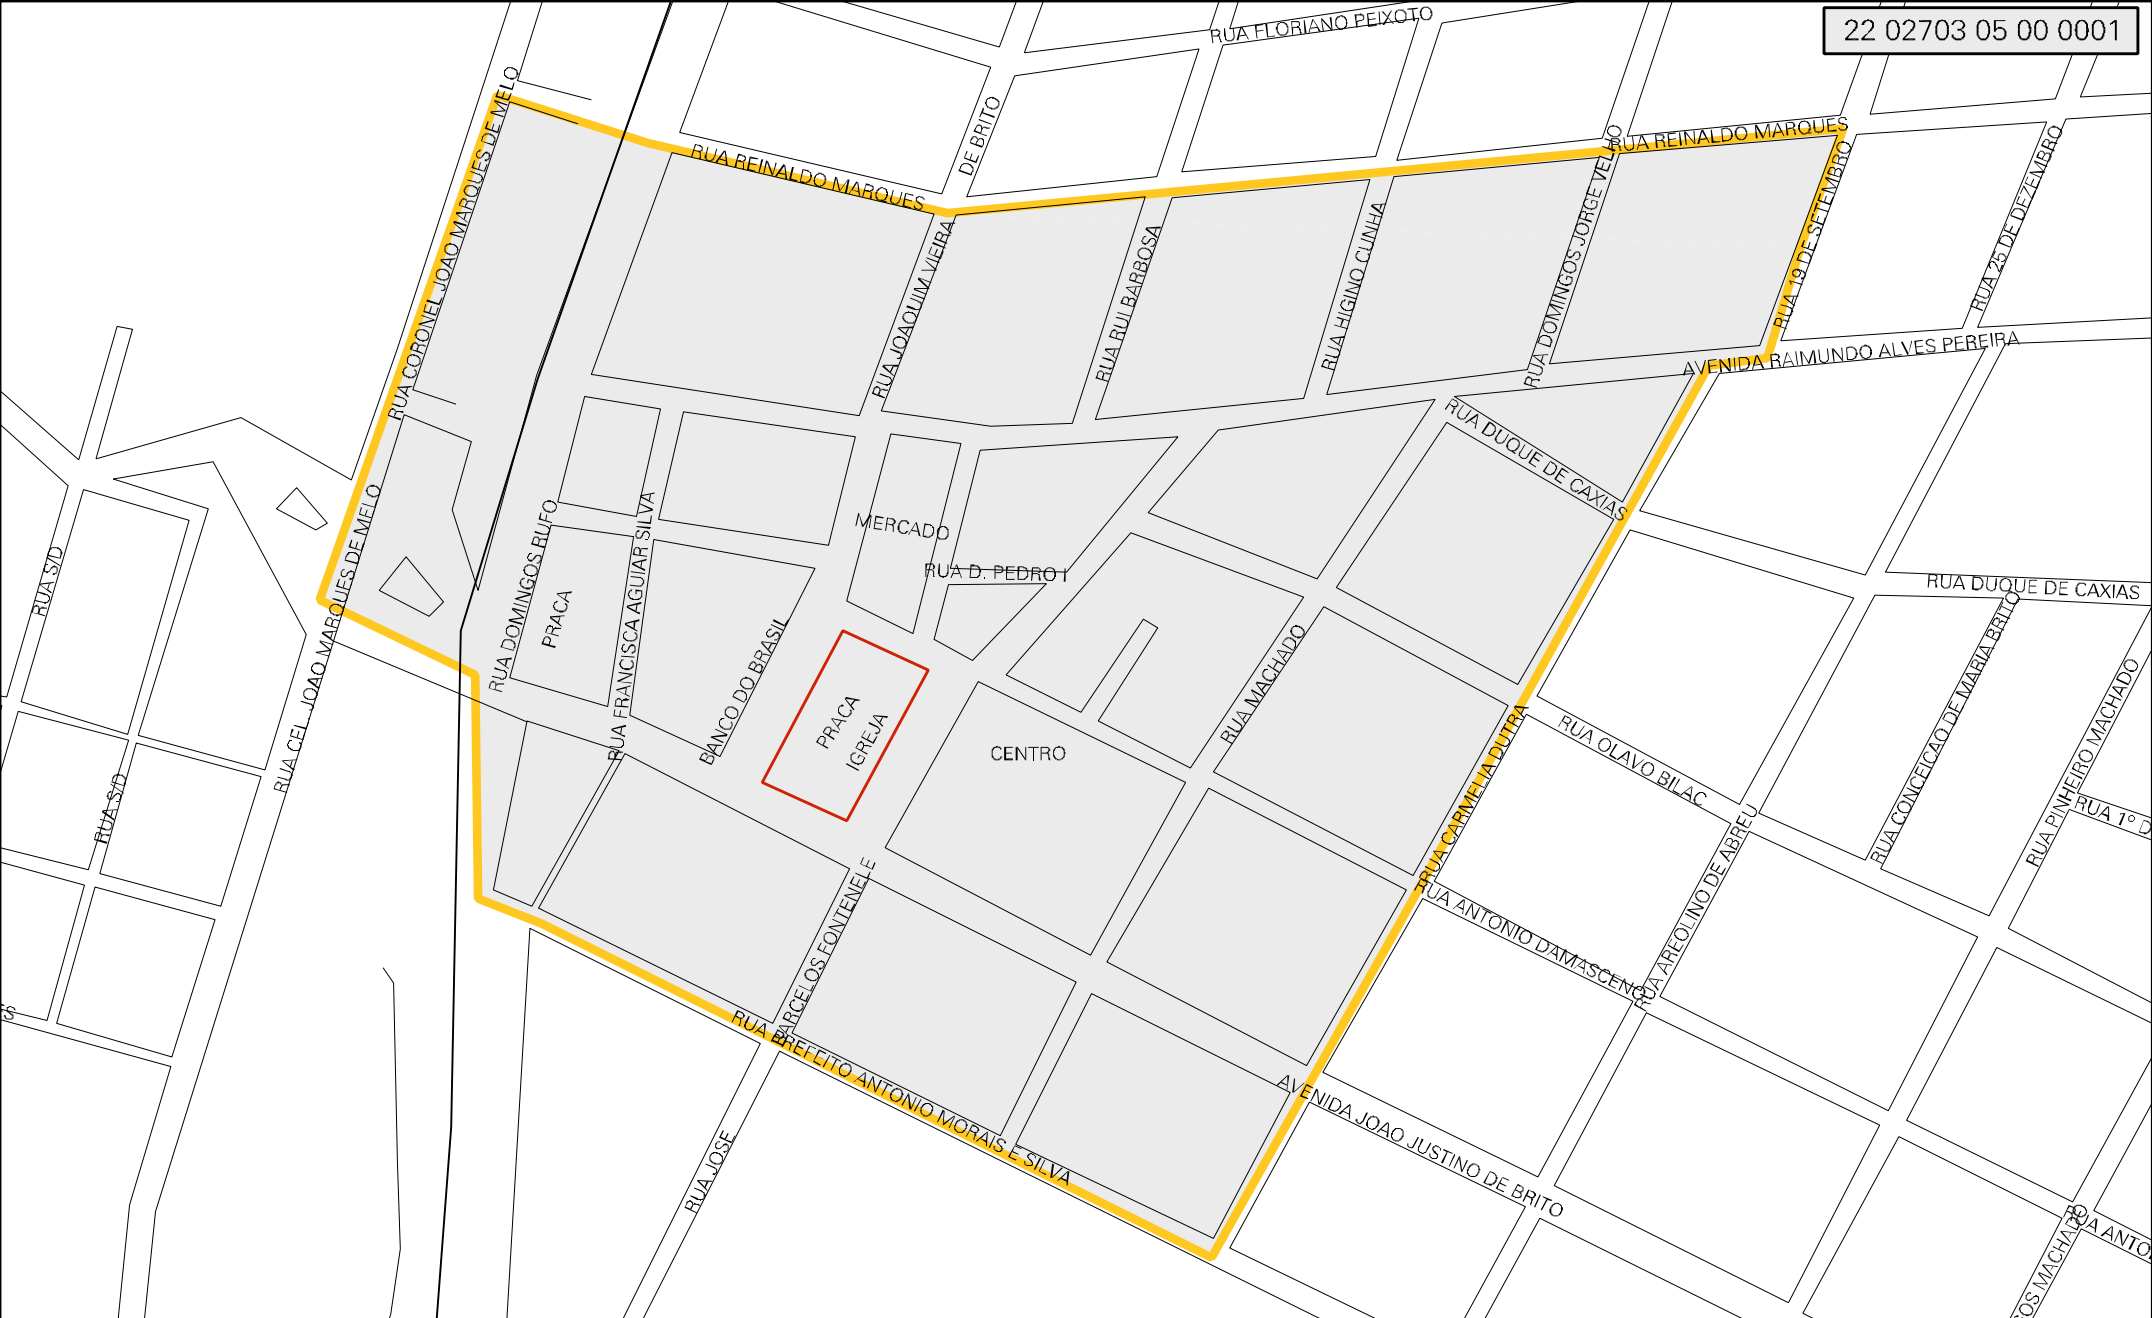 RUA FLORIANO PEIXOTO
22 02703 05 00 0001
RUA CORONEL JOAO MARQUES DE MELO
DE BRITO
RUA REINALDO MARQUES
RUA REINALDO MARQUES
RUA JOAQUIM VIEIRA
RUA RUI BARBOSA
RUA HIGINO CUNHA
RUA DOMINGOS JORGE VELHO
RUA 19 DE SETEMBRO
RUA 25 DE DEZEMBRO
AVENIDA RAIMUNDO ALVES PEREIRA
RUA DUQUE DE CAXIAS
MERCADO
RUA D. PEDRO I
RUA S/D
RUA CEL. JOAO MARQUES DE MELO
RUA DOMINGOS RUFO
PRACA
RUA FRANCISCA AGUIAR SILVA
BANCO DO BRASIL
PRACA
IGREJA
CENTRO
RUA MACHADO
RUA DUQUE DE CAXIAS
RUA CONCEICAO DE MARIA BRITO
RUA PINHEIRO MACHADO
RUA OLAVO BILAC
RUA CARMELIA DUTRA
RUA 1º D
RUA S/D
RUA AREOLINO DE ABREU
RUA ANTONIO DAMASCENO
BARCELOS FONTENELE
RUA PREFEITO ANTONIO MORAIS E SILVA
ES
AVENIDA JOAO JUSTINO DE BRITO
RUA JOSE
RUA ANTO
OS MACHADO